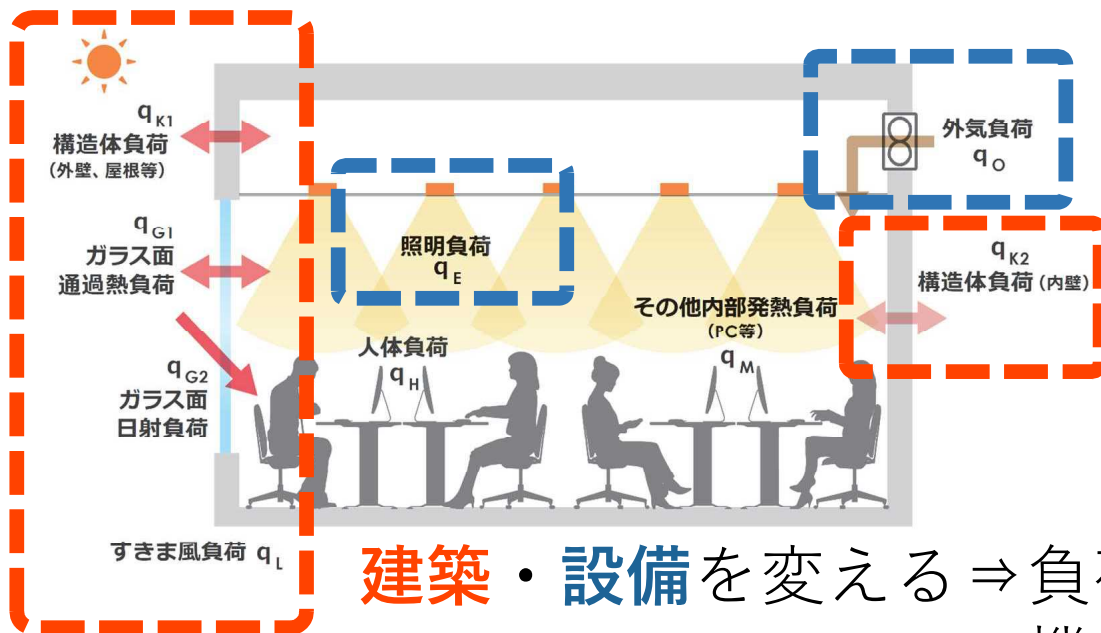 q K1
構造体負荷
(外壁、屋根等)
q G1
ガラス面
通過熱負荷
q G2
ガラス面
日射負荷
すきま風負荷 q L
照明負荷
q E
人体負荷
q H
その他内部発熱負荷
(PC等)
q M
外気負荷
q O
q K2
構造体負荷 (内壁)
建築・設備を変える⇒負